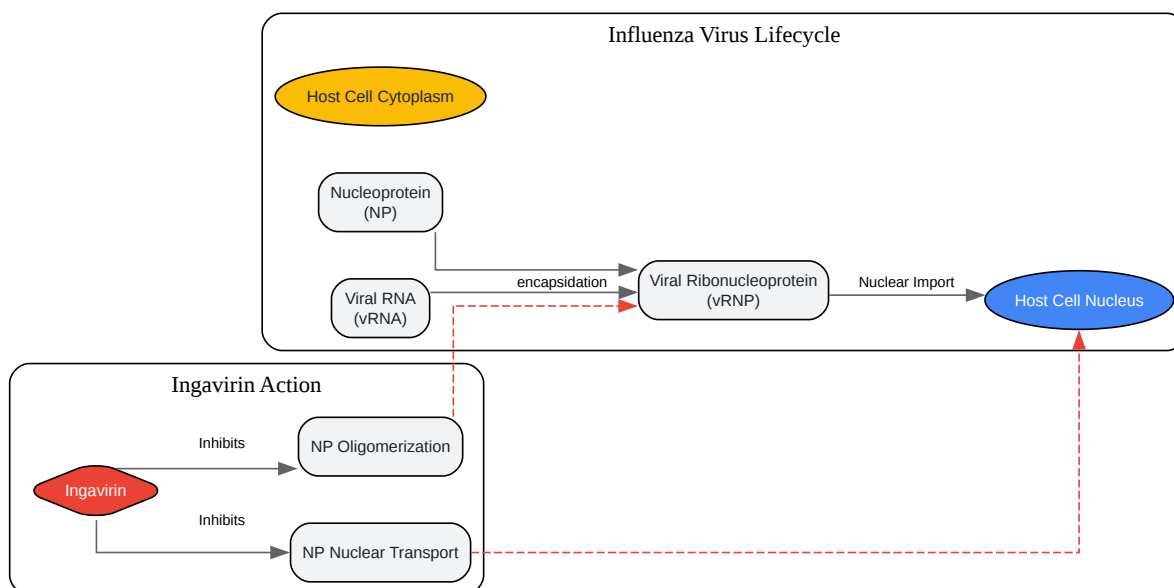 Influenza Virus Lifecycle
Host Cell Cytoplasm
Nucleoprotein
(NP)
encapsidation
Viral RNA
(vRNA)
Viral Ribonucleoprotein
(vRNP)
Nuclear Import
Host Cell Nucleus
Ingavirin Action
Inhibits
NP Oligomerization
Ingavirin
Inhibits
NP Nuclear Transport